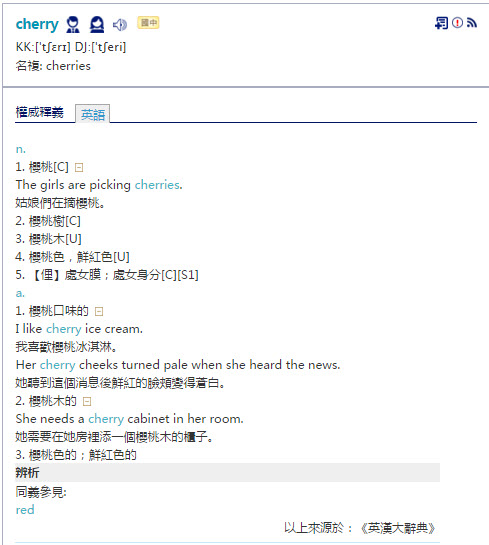 cherry 國中
KK:[ˋtʃɛrɪ] DJ:[ˋtʃeri]
名複: cherries
權威釋義 英語
n.
1. 櫻桃[C]
The girls are picking cherries.
姑娘們在摘櫻桃。
2. 櫻桃樹[C]
3. 櫻桃木[U]
4. 櫻桃色，鮮紅色[U]
5. 【俚】處女膜；處女身分[C][S1]
a.
1. 櫻桃口味的
I like cherry ice cream.
我喜歡櫻桃冰淇淋。
Her cherry cheeks turned pale when she heard the news.
她聽到這個消息後鮮紅的臉頰變得蒼白。
2. 櫻桃木的
She needs a cherry cabinet in her room.
她需要在她房裡添一個櫻桃木的櫃子。
3. 櫻桃色的；鮮紅色的
辨析
同義參見:
red
以上來源於：《英漢大辭典》